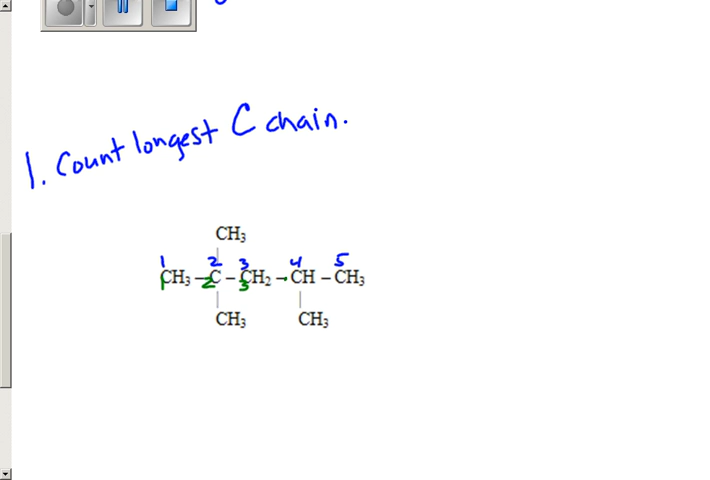 1. Count longest C chain.
CH₃
1 2 3 4 5
CH₃ – C – CH₂ – CH – CH₃
1 2 3
CH₃ CH₃